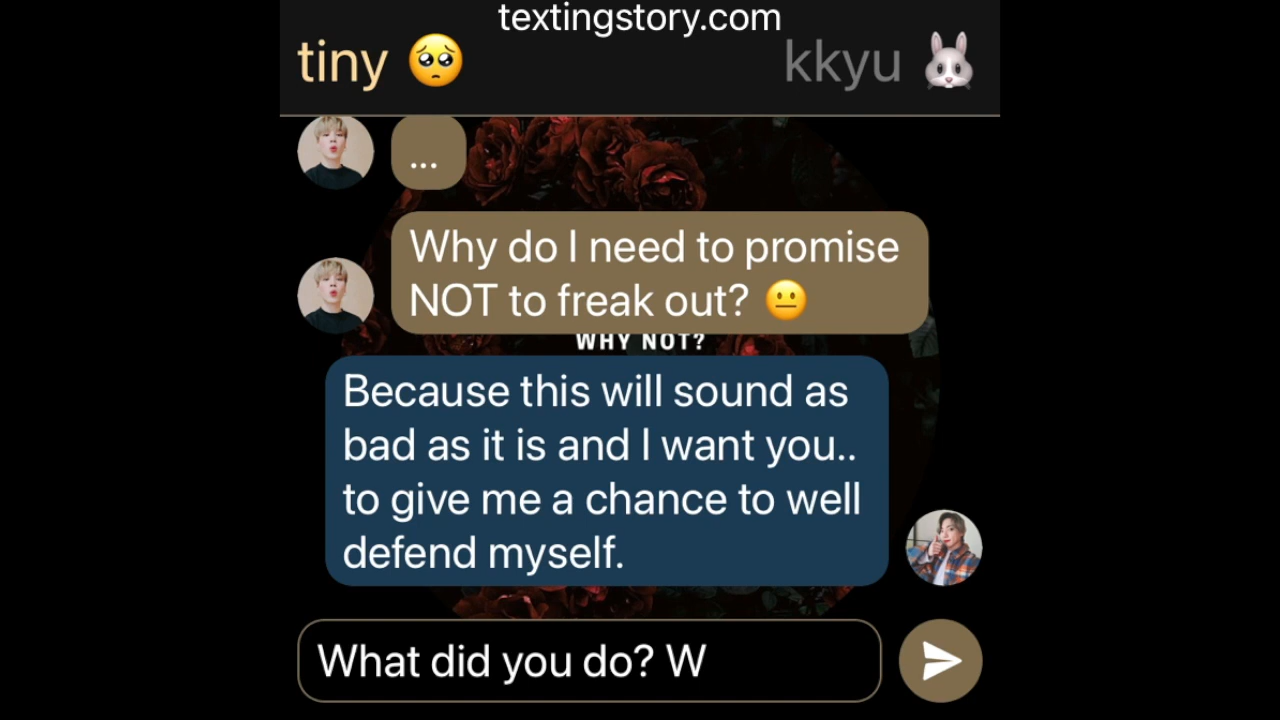 textingstory.com
tiny 🥺
kkyu 🐰
...
Why do I need to promise
NOT to freak out? 😐
WHY NOT?
Because this will sound as
bad as it is and I want you..
to give me a chance to well
defend myself.
What did you do? W